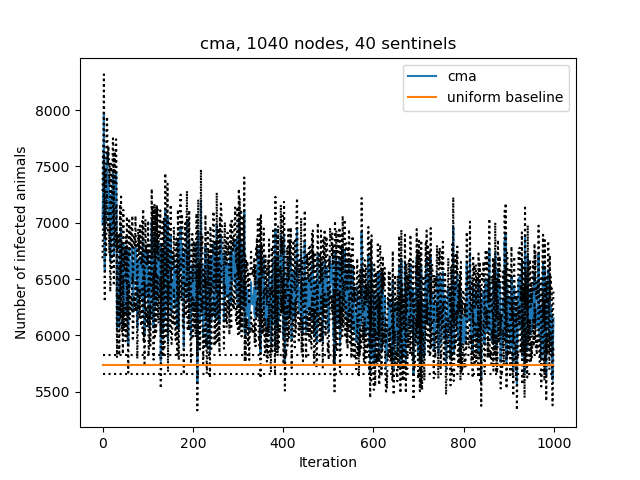 cma, 1040 nodes, 40 sentinels
cma
uniform baseline
Number of infected animals
8000
7500
7000
6500
6000
5500
0 200 400 600 800 1000
Iteration